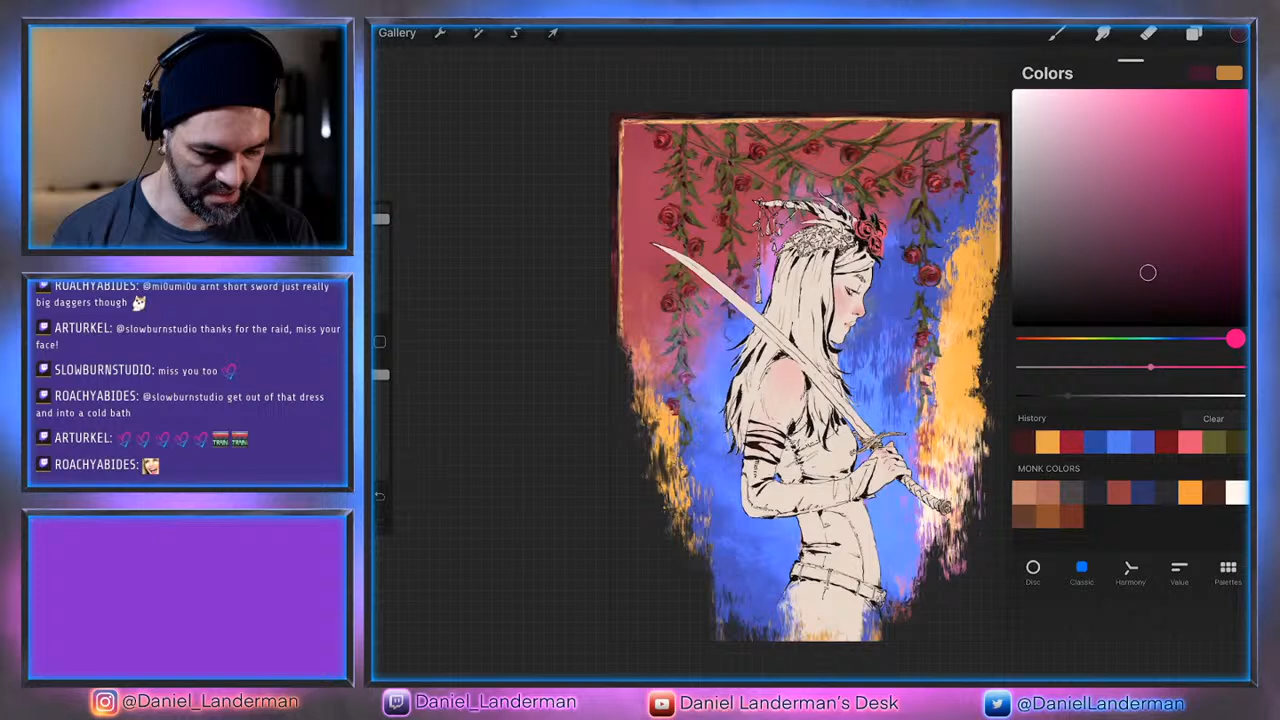 Gallery
Colors
ROACHYABIDES: @mi0umi0u arnt short sword just really
big daggers though
ARTURKEL: @slowburnstudio thanks for the raid, miss your
face!
SLOWBURNSTUDIO: miss you too
ROACHYABIDES: @slowburnstudio get out of that dress
and into a cold bath
ARTURKEL:
ROACHYABIDES:
History
Clear
MONK COLORS
Disc
Classic
Harmony
Value
Palettes
@Daniel_Landerman
Daniel_Landerman
Daniel Landerman's Desk
@DanielLanderman